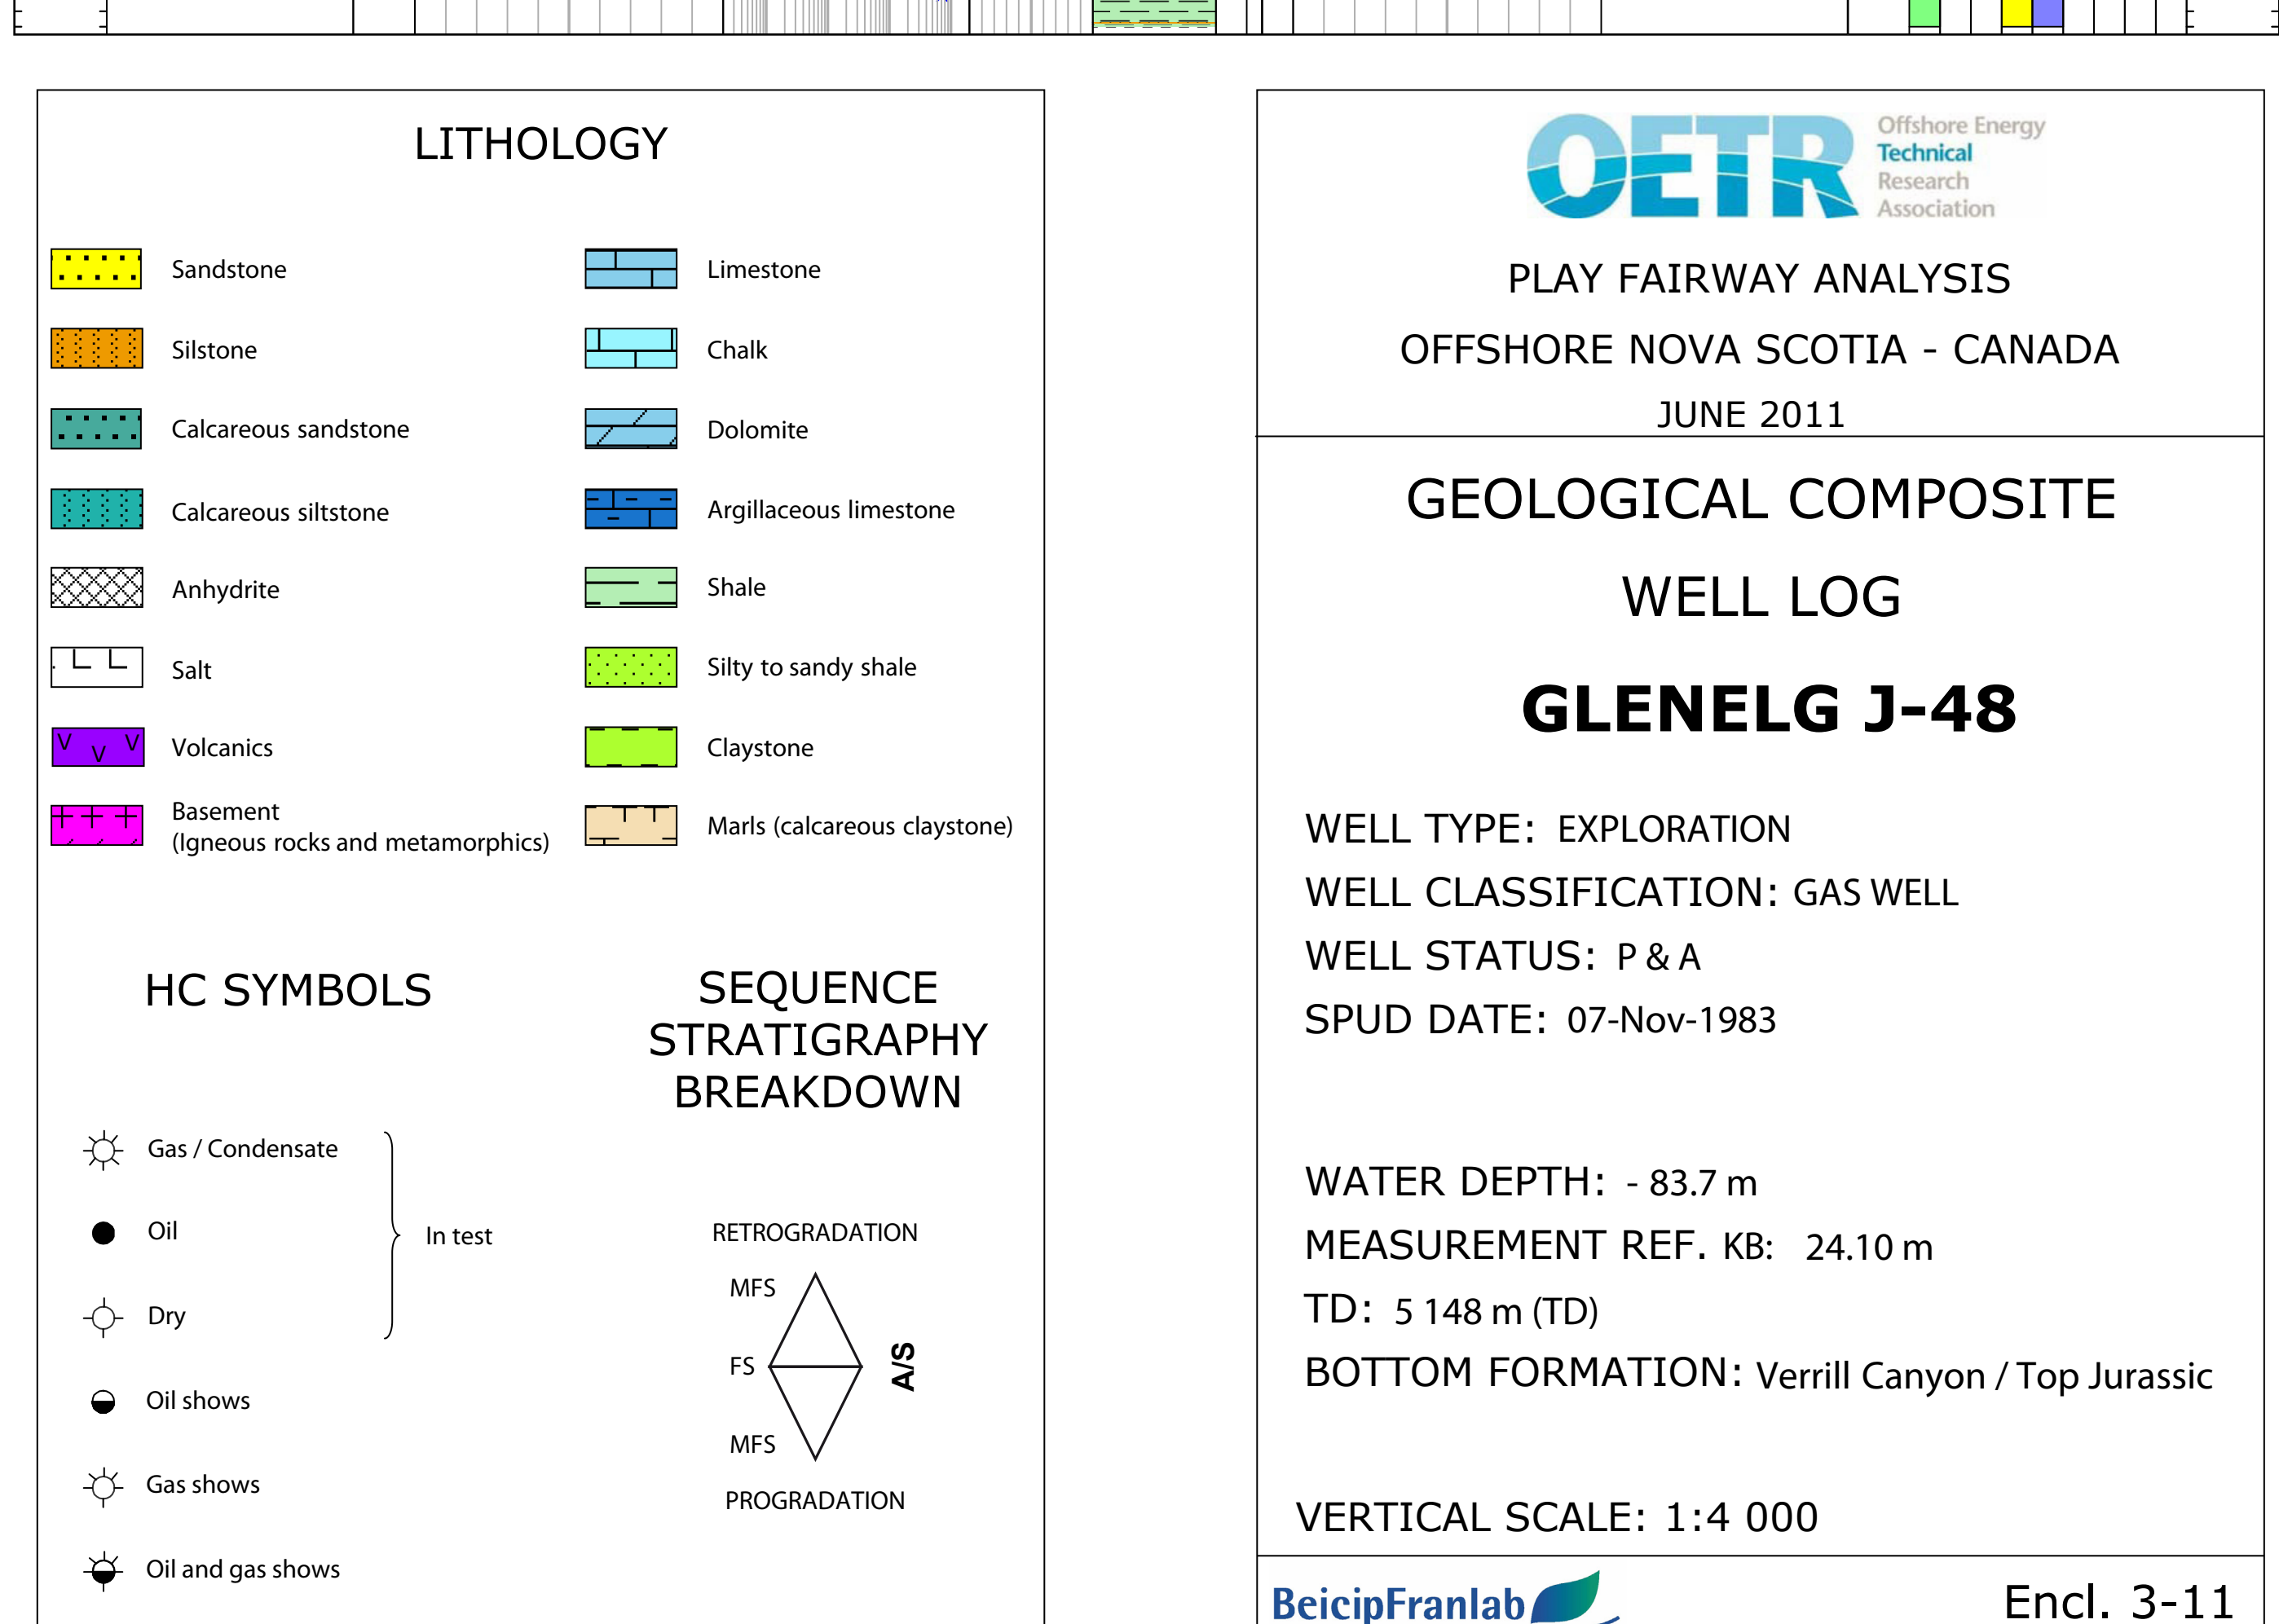 LITHOLOGY
Sandstone
Silstone
Calcareous sandstone
Calcareous siltstone
Anhydrite
Salt
Volcanics
Basement
(Igneous rocks and metamorphics)
Limestone
Chalk
Dolomite
Argillaceous limestone
Shale
Silty to sandy shale
Claystone
Marls (calcareous claystone)
HC SYMBOLS
Gas / Condensate
Oil
Dry
In test
Oil shows
Gas shows
Oil and gas shows
SEQUENCE
STRATIGRAPHY
BREAKDOWN
RETROGRADATION
MFS
FS
A/S
MFS
PROGRADATION
OETR
Offshore Energy
Technical
Research
Association
PLAY FAIRWAY ANALYSIS
OFFSHORE NOVA SCOTIA - CANADA
JUNE 2011
GEOLOGICAL COMPOSITE
WELL LOG
GLENELG J-48
WELL TYPE: EXPLORATION
WELL CLASSIFICATION: GAS WELL
WELL STATUS: P & A
SPUD DATE: 07-Nov-1983
WATER DEPTH: - 83.7 m
MEASUREMENT REF. KB: 24.10 m
TD: 5 148 m (TD)
BOTTOM FORMATION: Verrill Canyon / Top Jurassic
VERTICAL SCALE: 1:4 000
BeicipFranlab
Encl. 3-11